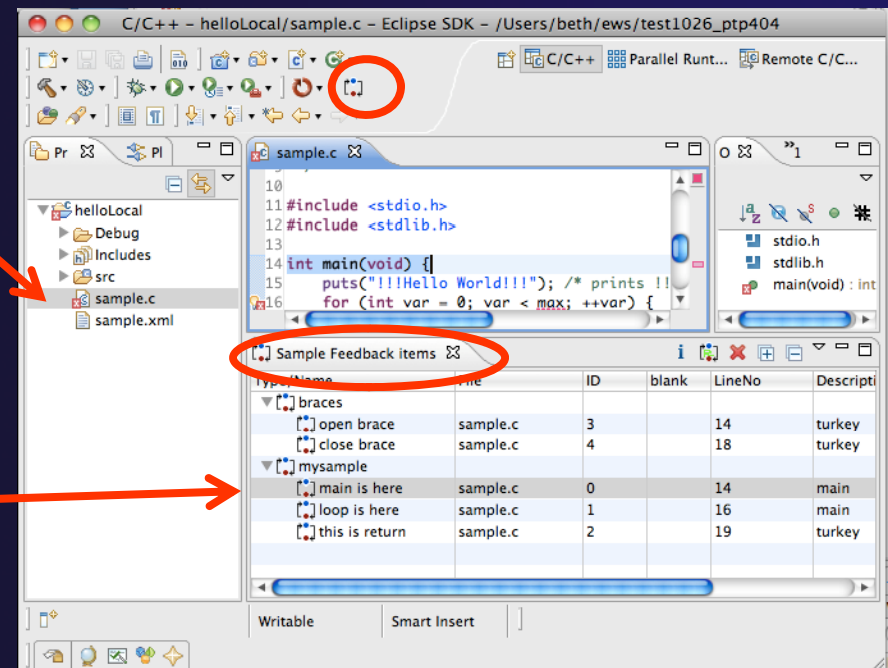 C/C++ – helloLocal/sample.c – Eclipse SDK – /Users/beth/ews/test1026_ptp404
C/C++
Parallel Runt...
Remote C/C...
Pr
Pl
helloLocal
Debug
Includes
src
sample.c
sample.xml
sample.c
10
11 #include <stdio.h>
12 #include <stdlib.h>
13
14 int main(void) {
15 puts("!!!Hello World!!!"); /* prints !!
16 for (int var = 0; var < max; ++var) {
O
»1
stdio.h
stdlib.h
main(void) : int
Sample Feedback items
Type/Name File ID blank LineNo Descripti
braces
open brace sample.c 3 14 turkey
close brace sample.c 4 18 turkey
mysample
main is here sample.c 0 14 main
loop is here sample.c 1 16 main
this is return sample.c 2 19 turkey
Writable
Smart Insert